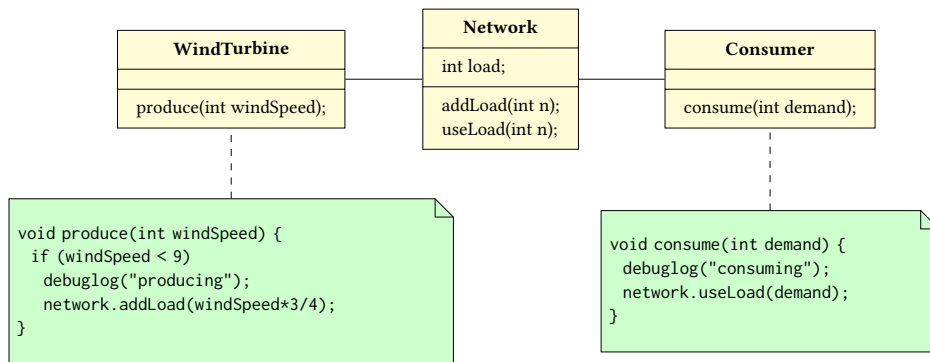 WindTurbine
produce(int windSpeed);
Network
int load;
addLoad(int n);
useLoad(int n);
Consumer
consume(int demand);
void produce(int windSpeed) {
if (windSpeed < 9)
debuglog("producing");
network.addLoad(windSpeed*3/4);
}
void consume(int demand) {
debuglog("consuming");
network.useLoad(demand);
}